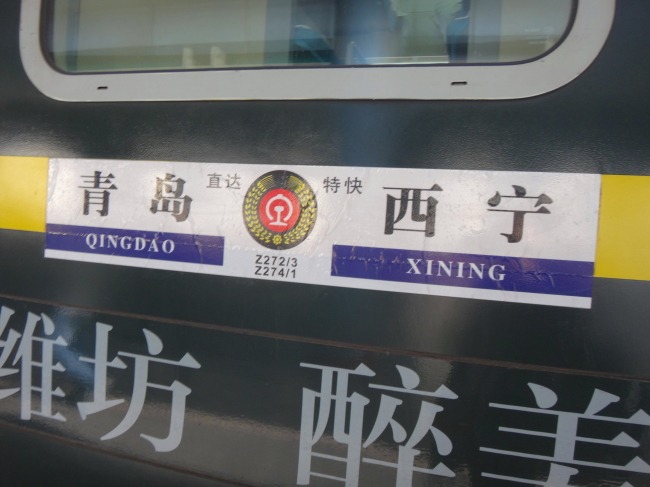 青岛 直达 特快 西宁
QINGDAO XINING
Z272/3
Z274/1
潍坊 醉美